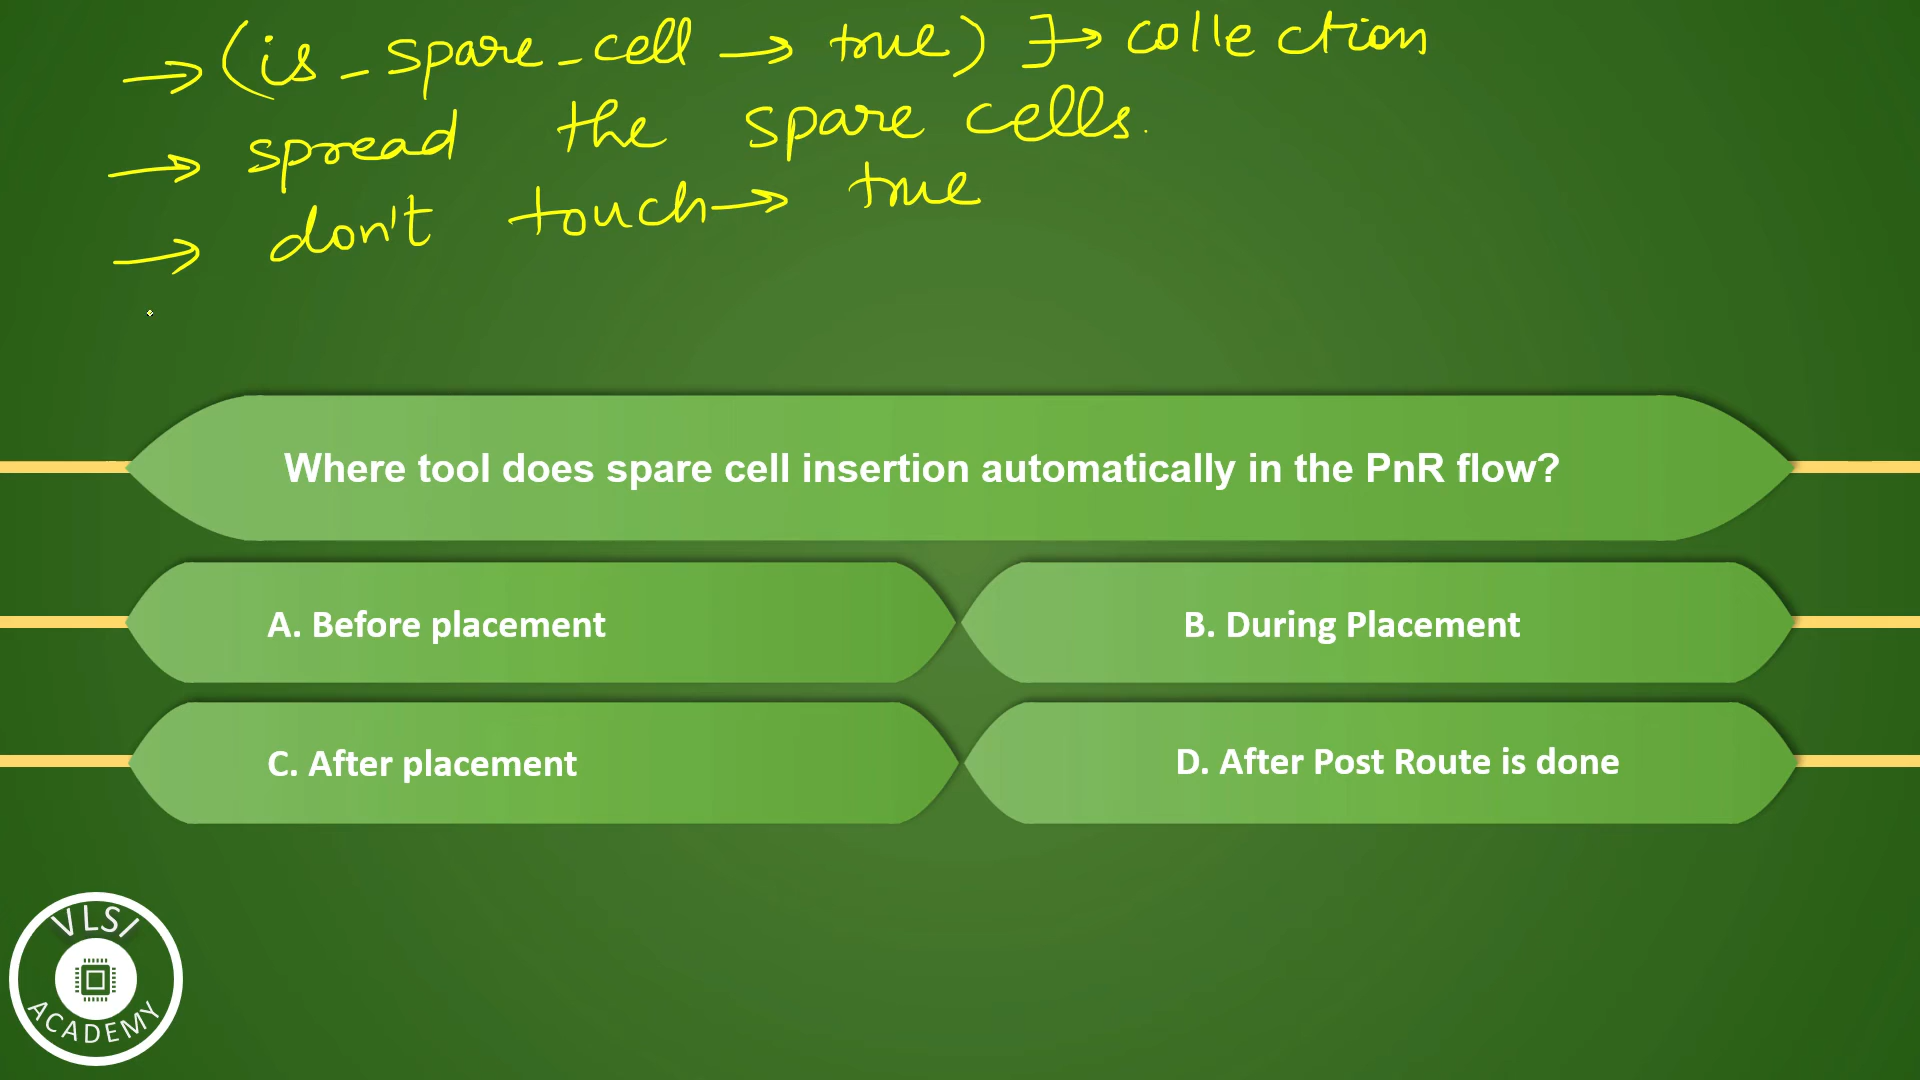 → (is_spare_cell → true) ]→ collection
→ spread the spare cells.
→ don't touch → true
Where tool does spare cell insertion automatically in the PnR flow?
A. Before placement
B. During Placement
C. After placement
D. After Post Route is done
VLSI
ACADEMY